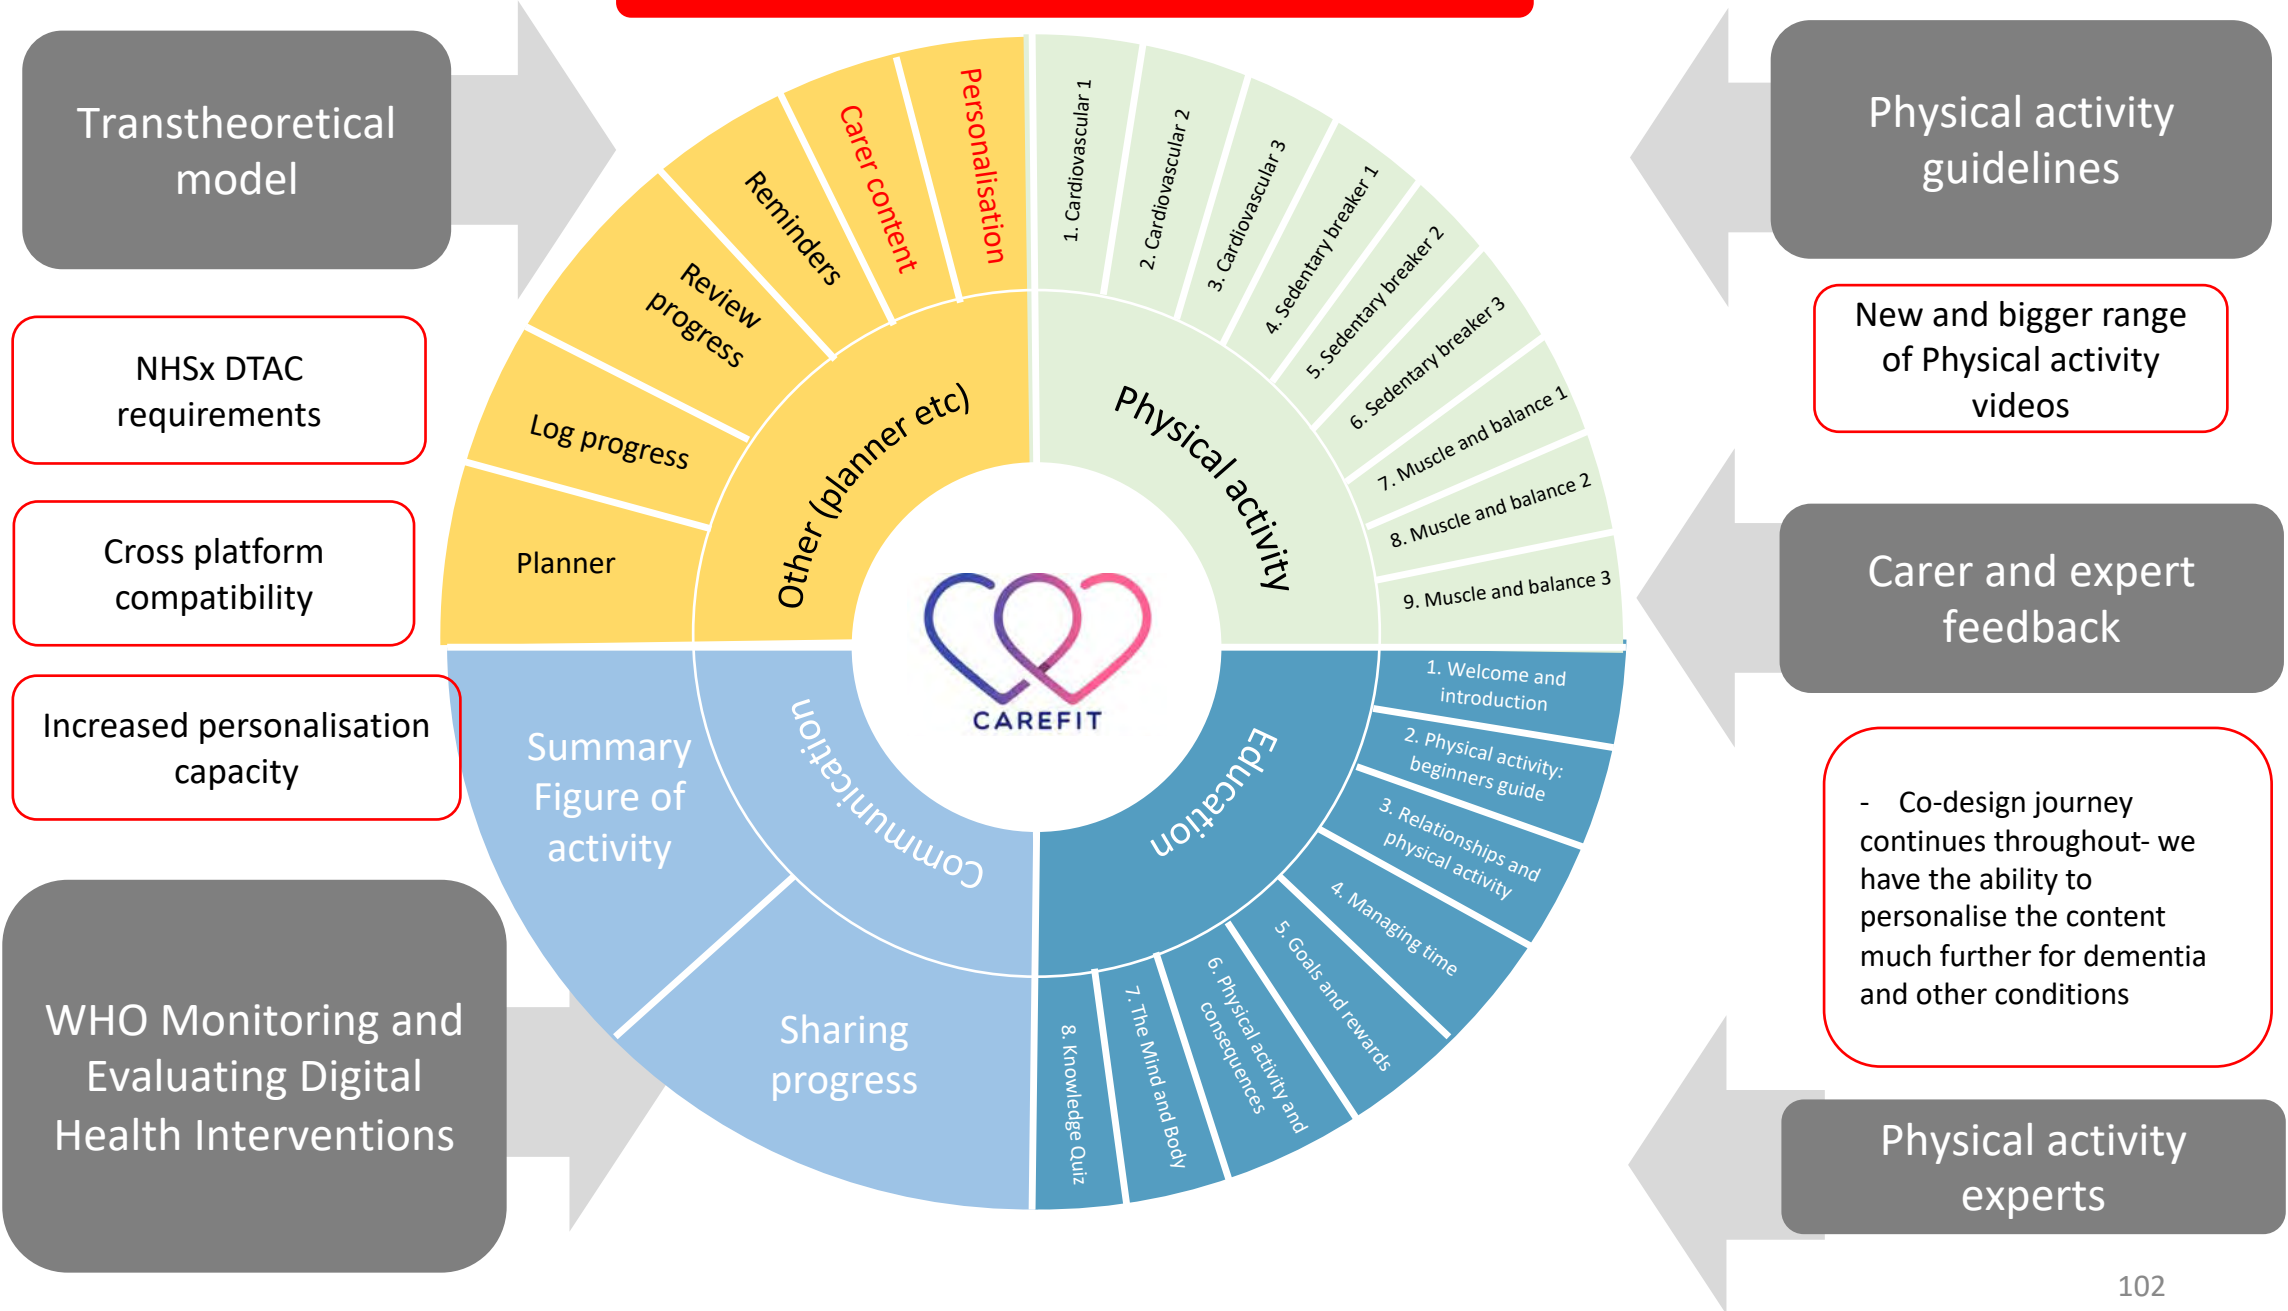 Transtheoretical
model
NHSx DTAC
requirements
Cross platform
compatibility
Increased personalisation
capacity
WHO Monitoring and
Evaluating Digital
Health Interventions
Other (planner etc)
Planner
Log progress
Review
progress
Reminders
Carer content
Personalisation
Physical activity
1. Cardiovascular 1
2. Cardiovascular 2
3. Cardiovascular 3
4. Sedentary breaker 1
5. Sedentary breaker 2
6. Sedentary breaker 3
7. Muscle and balance 1
8. Muscle and balance 2
9. Muscle and balance 3
CAREFIT
Education
1. Welcome and
introduction
2. Physical activity:
beginners guide
3. Relationships and
physical activity
4. Managing time
5. Goals and rewards
6. Physical activity and
consequences
7. The Mind and Body
8. Knowledge Quiz
Communication
Summary
Figure of
activity
Sharing
progress
Physical activity
guidelines
New and bigger range
of Physical activity
videos
Carer and expert
feedback
- Co-design journey
continues throughout- we
have the ability to
personalise the content
much further for dementia
and other conditions
Physical activity
experts
102